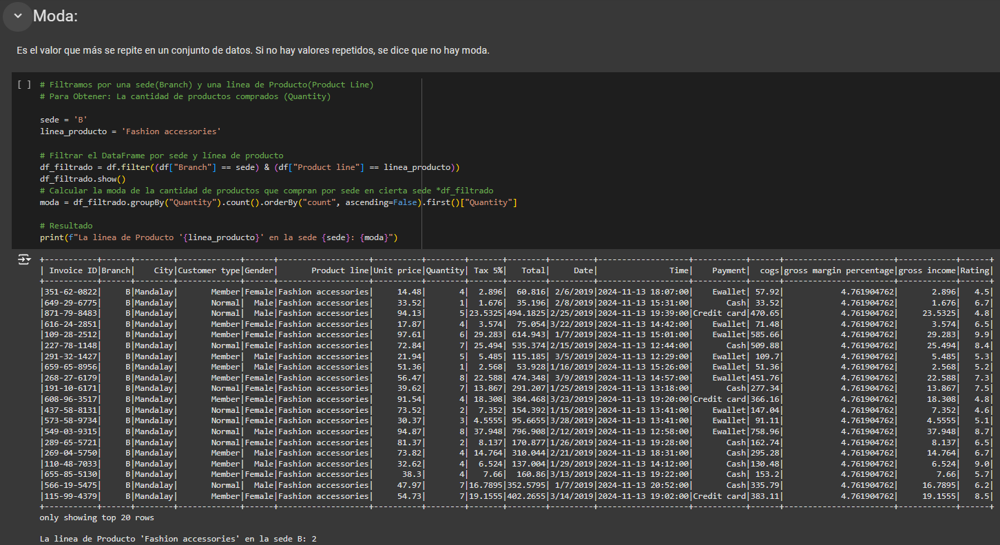 Moda:
Es el valor que más se repite en un conjunto de datos. Si no hay valores repetidos, se dice que no hay moda.
[ ] # Filtramos por una sede(Branch) y una linea de Producto(Product Line)
# Para Obtener: La cantidad de productos comprados (Quantity)
sede = 'B'
linea_producto = 'Fashion accessories'
# Filtrar el DataFrame por sede y línea de producto
df_filtrado = df.filter((df["Branch"] == sede) & (df["Product line"] == linea_producto))
df_filtrado.show()
# Calcular la moda de la cantidad de productos que compran por sede en cierta sede *df_filtrado
moda = df_filtrado.groupBy("Quantity").count().orderBy("count", ascending=False).first()["Quantity"]
# Resultado
print(f"La linea de Producto '{linea_producto}' en la sede {sede}: {moda}")
+-----------+------+--------+-------------+------+-------------------+----------+--------+-------+--------+---------+-------------------+-----------+------+-----------------------+------------+------+
| Invoice ID|Branch|    City|Customer type|Gender|       Product line|Unit price|Quantity| Tax 5%|   Total|     Date|               Time|    Payment|  cogs|gross margin percentage|gross income|Rating|
+-----------+------+--------+-------------+------+-------------------+----------+--------+-------+--------+---------+-------------------+-----------+------+-----------------------+------------+------+
|351-62-0822|     B|Mandalay|       Member|Female|Fashion accessories|     14.48|       4|  2.896|  60.816| 2/6/2019|2024-11-13 18:07:00|    Ewallet| 57.92|            4.761904762|       2.896|   4.5|
|649-29-6775|     B|Mandalay|       Normal|  Male|Fashion accessories|     33.52|       1|  1.676|  35.196| 2/8/2019|2024-11-13 15:31:00|       Cash| 33.52|            4.761904762|       1.676|   6.7|
|871-79-8483|     B|Mandalay|       Normal|  Male|Fashion accessories|     94.13|       5|23.5325|494.1825|2/25/2019|2024-11-13 19:39:00|Credit card|470.65|            4.761904762|     23.5325|   4.8|
|616-24-2851|     B|Mandalay|       Member|Female|Fashion accessories|     17.87|       4|  3.574|  75.054|3/22/2019|2024-11-13 14:42:00|    Ewallet| 71.48|            4.761904762|       3.574|   6.5|
|109-28-2512|     B|Mandalay|       Member|Female|Fashion accessories|     97.61|       6| 29.283| 614.943| 1/7/2019|2024-11-13 15:01:00|    Ewallet|585.66|            4.761904762|      29.283|   9.9|
|227-78-1148|     B|Mandalay|       Normal|Female|Fashion accessories|     72.84|       7| 25.494| 535.374|2/15/2019|2024-11-13 12:44:00|       Cash|509.88|            4.761904762|      25.494|   8.4|
|291-32-1427|     B|Mandalay|       Member|  Male|Fashion accessories|     21.94|       5|  5.485| 115.185| 3/5/2019|2024-11-13 12:29:00|    Ewallet| 109.7|            4.761904762|       5.485|   5.3|
|659-65-8956|     B|Mandalay|       Member|  Male|Fashion accessories|     51.36|       1|  2.568|  53.928|1/16/2019|2024-11-13 15:26:00|    Ewallet| 51.36|            4.761904762|       2.568|   5.2|
|268-27-6179|     B|Mandalay|       Member|Female|Fashion accessories|     56.47|       8| 22.588| 474.348| 3/9/2019|2024-11-13 14:57:00|    Ewallet|451.76|            4.761904762|      22.588|   7.3|
|191-10-6171|     B|Mandalay|       Normal|Female|Fashion accessories|     39.62|       7| 13.867| 291.207|1/25/2019|2024-11-13 13:18:00|       Cash|277.34|            4.761904762|      13.867|   7.5|
|608-96-3517|     B|Mandalay|       Member|Female|Fashion accessories|     91.54|       4| 18.308| 384.468|3/23/2019|2024-11-13 19:20:00|Credit card|366.16|            4.761904762|      18.308|   4.8|
|437-58-8131|     B|Mandalay|       Normal|Female|Fashion accessories|     73.52|       2|  7.352| 154.392|1/15/2019|2024-11-13 13:41:00|    Ewallet|147.04|            4.761904762|       7.352|   4.6|
|573-58-9734|     B|Mandalay|       Normal|Female|Fashion accessories|     30.37|       3| 4.5555| 95.6655|3/28/2019|2024-11-13 13:41:00|    Ewallet| 91.11|            4.761904762|      4.5555|   5.1|
|549-03-9315|     B|Mandalay|       Normal|  Male|Fashion accessories|     94.87|       8| 37.948| 796.908|2/12/2019|2024-11-13 12:58:00|    Ewallet|758.96|            4.761904762|      37.948|   8.7|
|289-65-5721|     B|Mandalay|       Normal|Female|Fashion accessories|     81.37|       2|  8.137| 170.877|1/26/2019|2024-11-13 19:28:00|       Cash|162.74|            4.761904762|       8.137|   6.5|
|269-04-5750|     B|Mandalay|       Member|  Male|Fashion accessories|     73.82|       4| 14.764| 310.044|2/21/2019|2024-11-13 18:31:00|       Cash|295.28|            4.761904762|      14.764|   6.7|
|110-48-7033|     B|Mandalay|       Member|  Male|Fashion accessories|     32.62|       4|  6.524| 137.004|1/29/2019|2024-11-13 14:12:00|       Cash|130.48|            4.761904762|       6.524|   9.0|
|655-85-5130|     B|Mandalay|       Member|Female|Fashion accessories|      38.3|       4|   7.66|  160.86|3/13/2019|2024-11-13 19:22:00|       Cash| 153.2|            4.761904762|        7.66|   5.7|
|566-19-5475|     B|Mandalay|       Normal|  Male|Fashion accessories|     47.97|       7|16.7895|352.5795| 1/7/2019|2024-11-13 20:52:00|       Cash|335.79|            4.761904762|     16.7895|   6.2|
|115-99-4379|     B|Mandalay|       Member|Female|Fashion accessories|     54.73|       7|19.1555|402.2655|3/14/2019|2024-11-13 19:02:00|Credit card|383.11|            4.761904762|     19.1555|   8.5|
+-----------+------+--------+-------------+------+-------------------+----------+--------+-------+--------+---------+-------------------+-----------+------+-----------------------+------------+------+
only showing top 20 rows
La linea de Producto 'Fashion accessories' en la sede B: 2